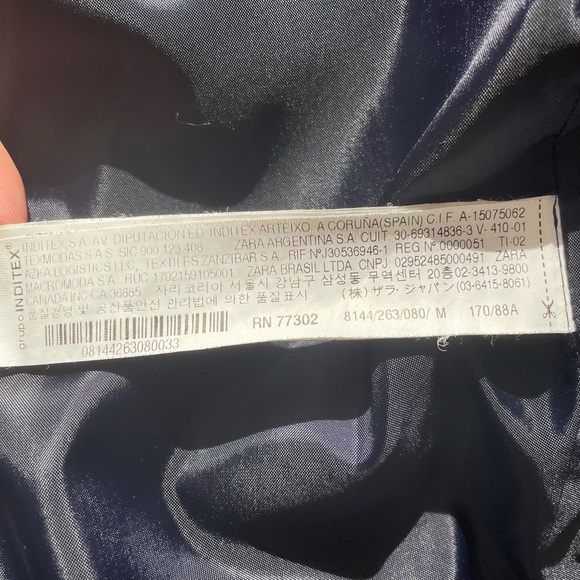 grupo INDITEX®
INDITEX,S.A. AV. DIPUTACION ED. INDITEX ARTEIXO A CORUÑA(SPAIN) C.I.F. A-15075062
TEXMODAS S.A.S. SIC 900 123 408 ZARA ARGENTINA S.A. CUIT. 30-69314836-3 V- 410-01
AZKA LOGISTICS LLC, TEXTILES ZANZIBAR S.A. RIF NºJ30536946-1 REG Nº 0000051 TI-02
MACROMODA S.A. RUC 1792159105001 ZARA BRASIL LTDA, CNPJ. 02952485000491 ZARA
CANADA INC CA 36685 자라코리아 서울시 강남구 삼성동 무역센터 20층 02-3413-9800
품질경영 및 공산품안전 관리법에 의한 품질표시 (株) ザラ・ジャパン (03-6415-8061)
08144263080033 RN 77302 8144/263/080/ M 170/88A